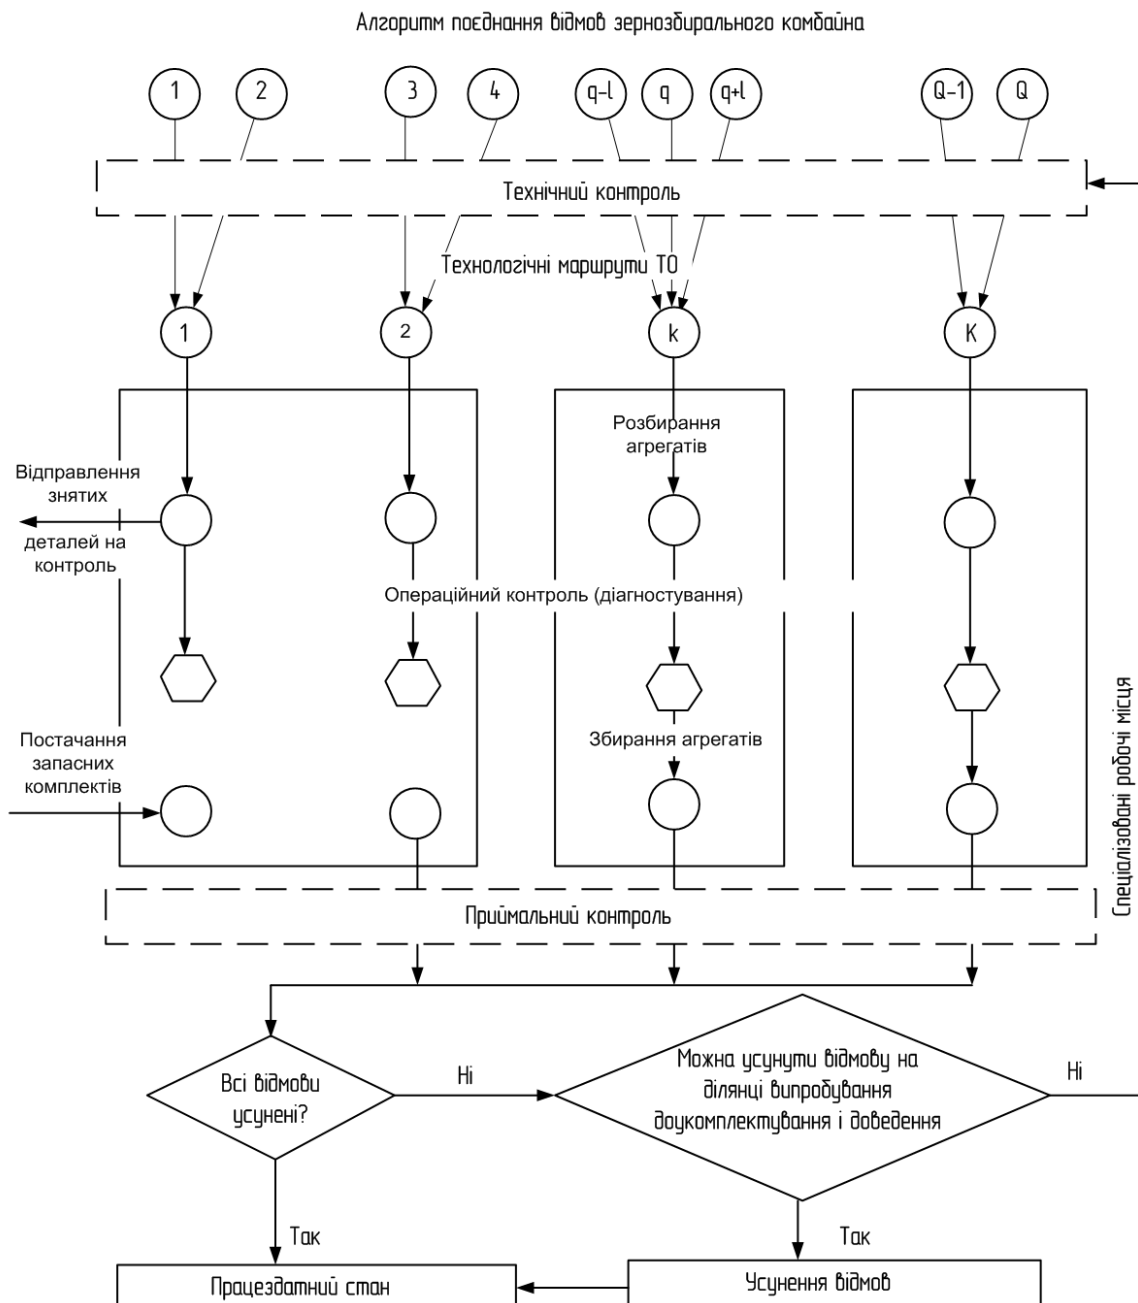 Алгоритм поєднання відмов зернозбирального комбайна
1 2 3 4 q-l q q+l Q-1 Q
Технічний контроль
Технологічні маршрути ТО
1 2 k K
Розбирання
агрегатів
Відправлення
знятих
деталей на
контроль
Операційний контроль (діагностування)
Постачання
запасних
комплектів
Збирання агрегатів
Спеціалізовані робочі місця
Приймальний контроль
Всі відмови
усунені?
Ні
Можна усунути відмову на
ділянці випробування
доукомплектування і доведення
Ні
Так
Так
Працездатний стан
Усунення відмов